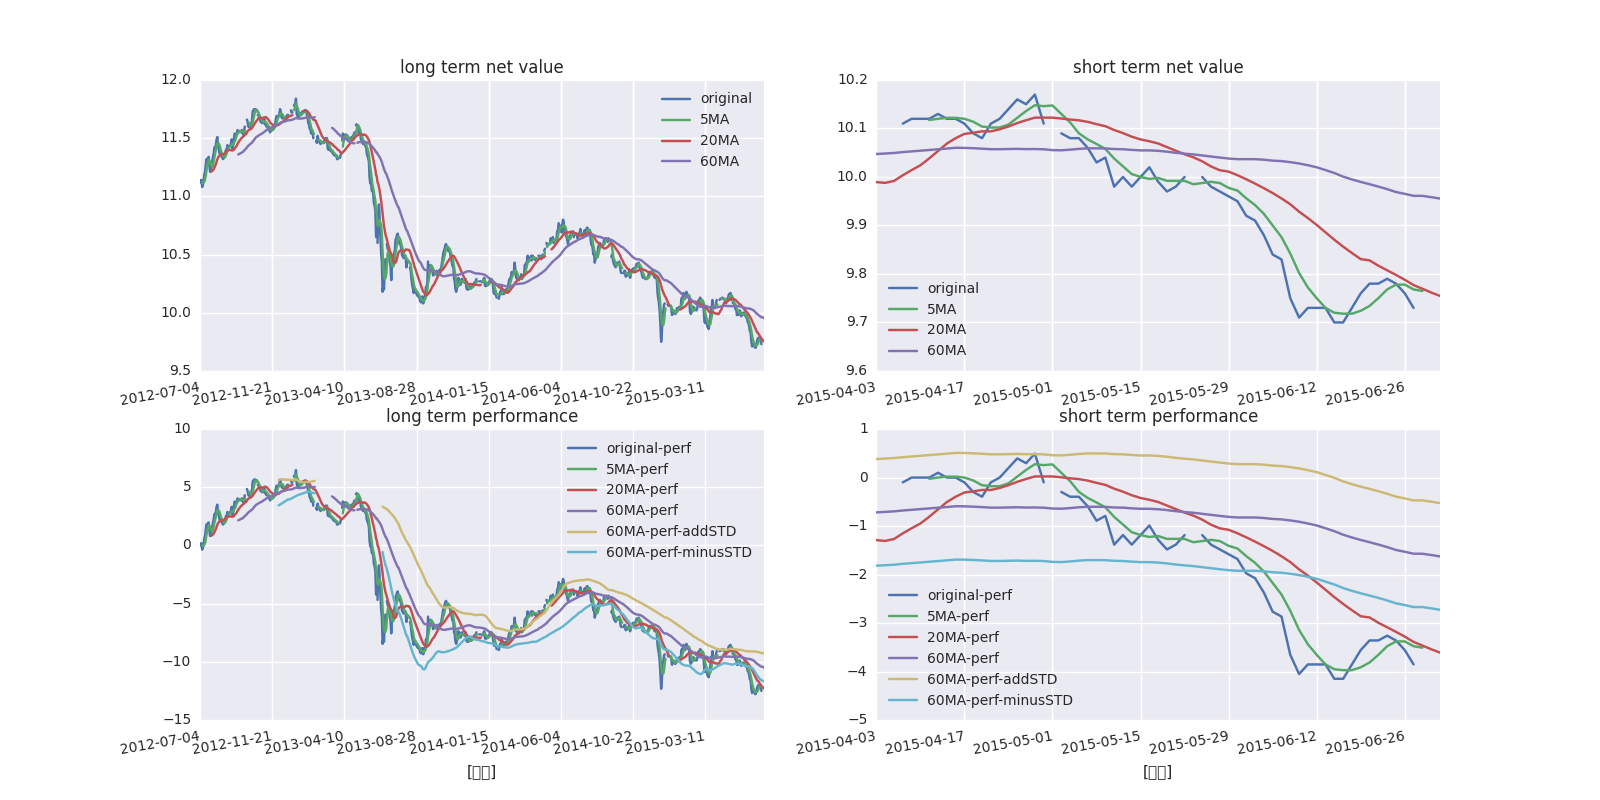 long term net value
12.0
11.5
11.0
10.5
10.0
9.5
original
5MA
20MA
60MA
2012-07-04 2012-11-21 2013-04-10 2013-08-28 2014-01-15 2014-06-04 2014-10-22 2015-03-11
short term net value
10.2
10.1
10.0
9.9
9.8
9.7
9.6
original
5MA
20MA
60MA
2015-04-03 2015-04-17 2015-05-01 2015-05-15 2015-05-29 2015-06-12 2015-06-26
long term performance
10
5
0
−5
−10
−15
original-perf
5MA-perf
20MA-perf
60MA-perf
60MA-perf-addSTD
60MA-perf-minusSTD
2012-07-04 2012-11-21 2013-04-10 2013-08-28 2014-01-15 2014-06-04 2014-10-22 2015-03-11
short term performance
1
0
−1
−2
−3
−4
−5
original-perf
5MA-perf
20MA-perf
60MA-perf
60MA-perf-addSTD
60MA-perf-minusSTD
2015-04-03 2015-04-17 2015-05-01 2015-05-15 2015-05-29 2015-06-12 2015-06-26